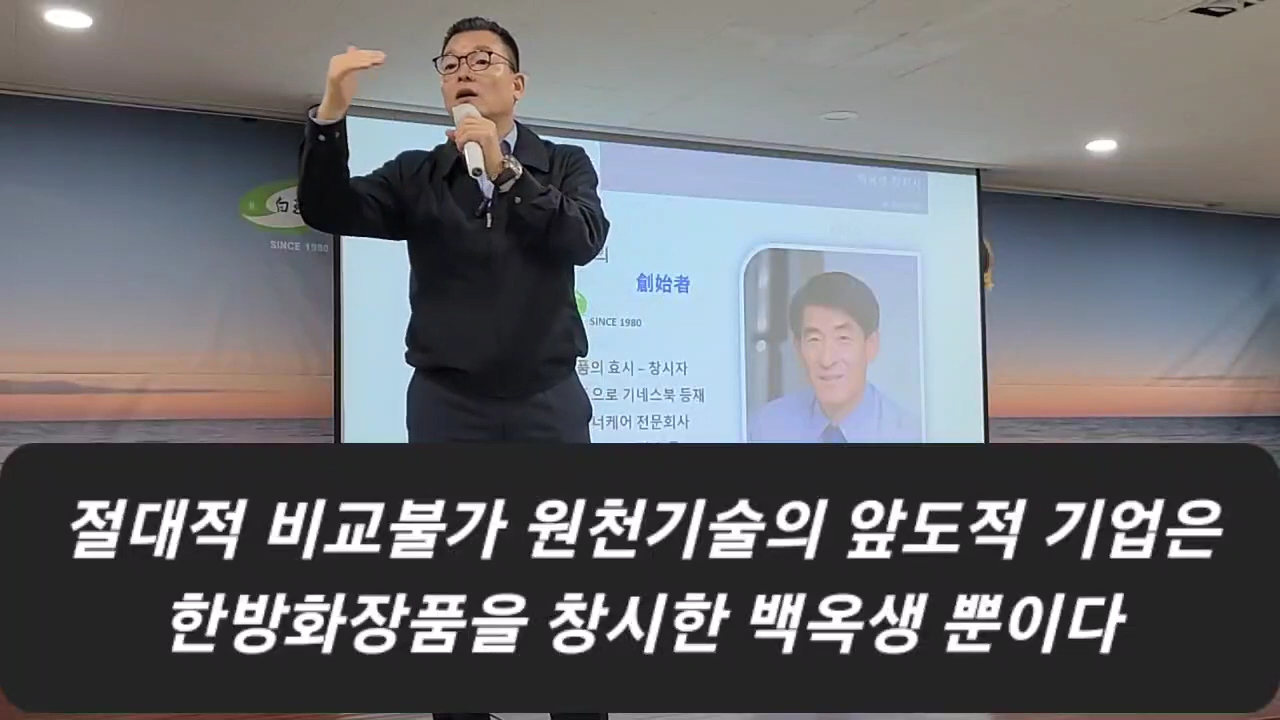 白
SINCE 1980
의
創始者
SINCE 1980
품의 효시 – 창시자
으로 기네스북 등재
너케어 전문회사
절대적 비교불가 원천기술의 앞도적 기업은
한방화장품을 창시한 백옥생 뿐이다